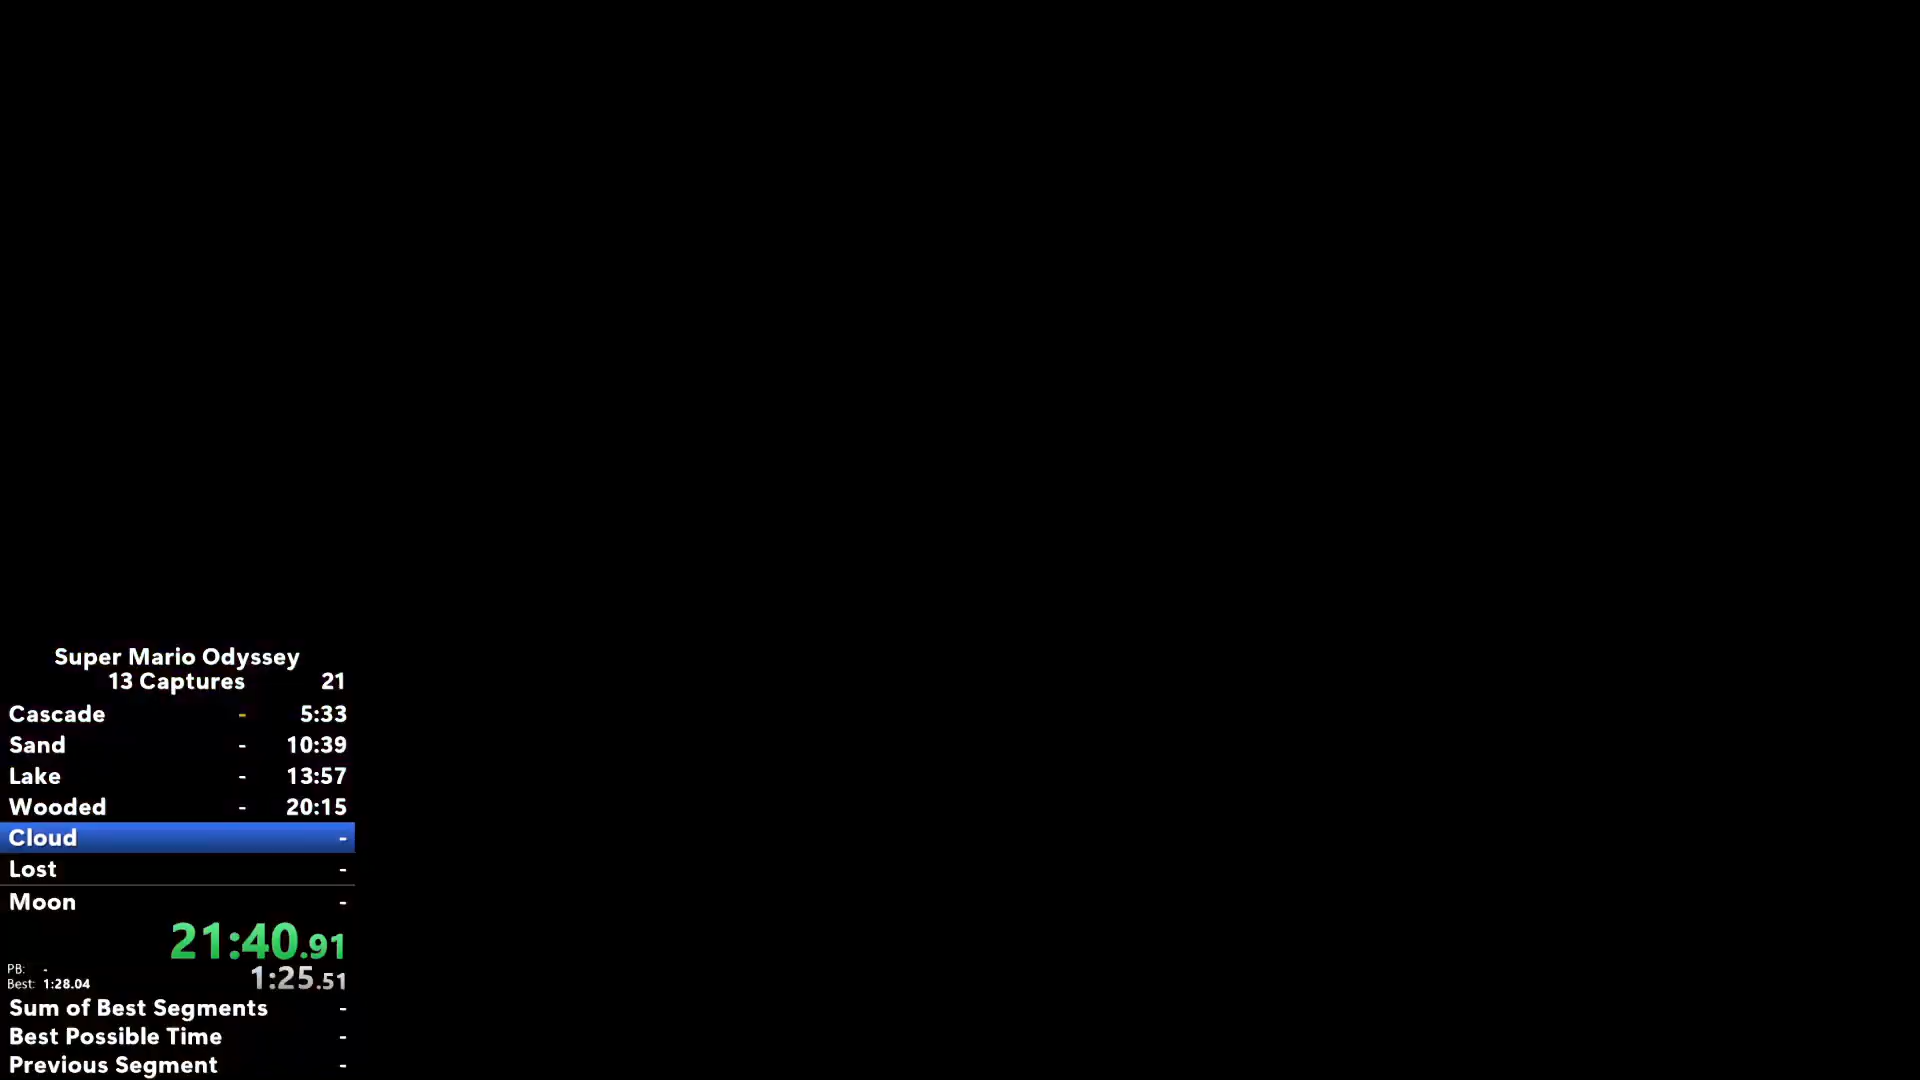 Super Mario Odyssey
13 Captures 21
Cascade - 5:33
Sand - 10:39
Lake - 13:57
Wooded - 20:15
Cloud -
Lost -
Moon -
21:40.91
PB: -
1:25.51
Best: 1:28.04
Sum of Best Segments -
Best Possible Time -
Previous Segment -